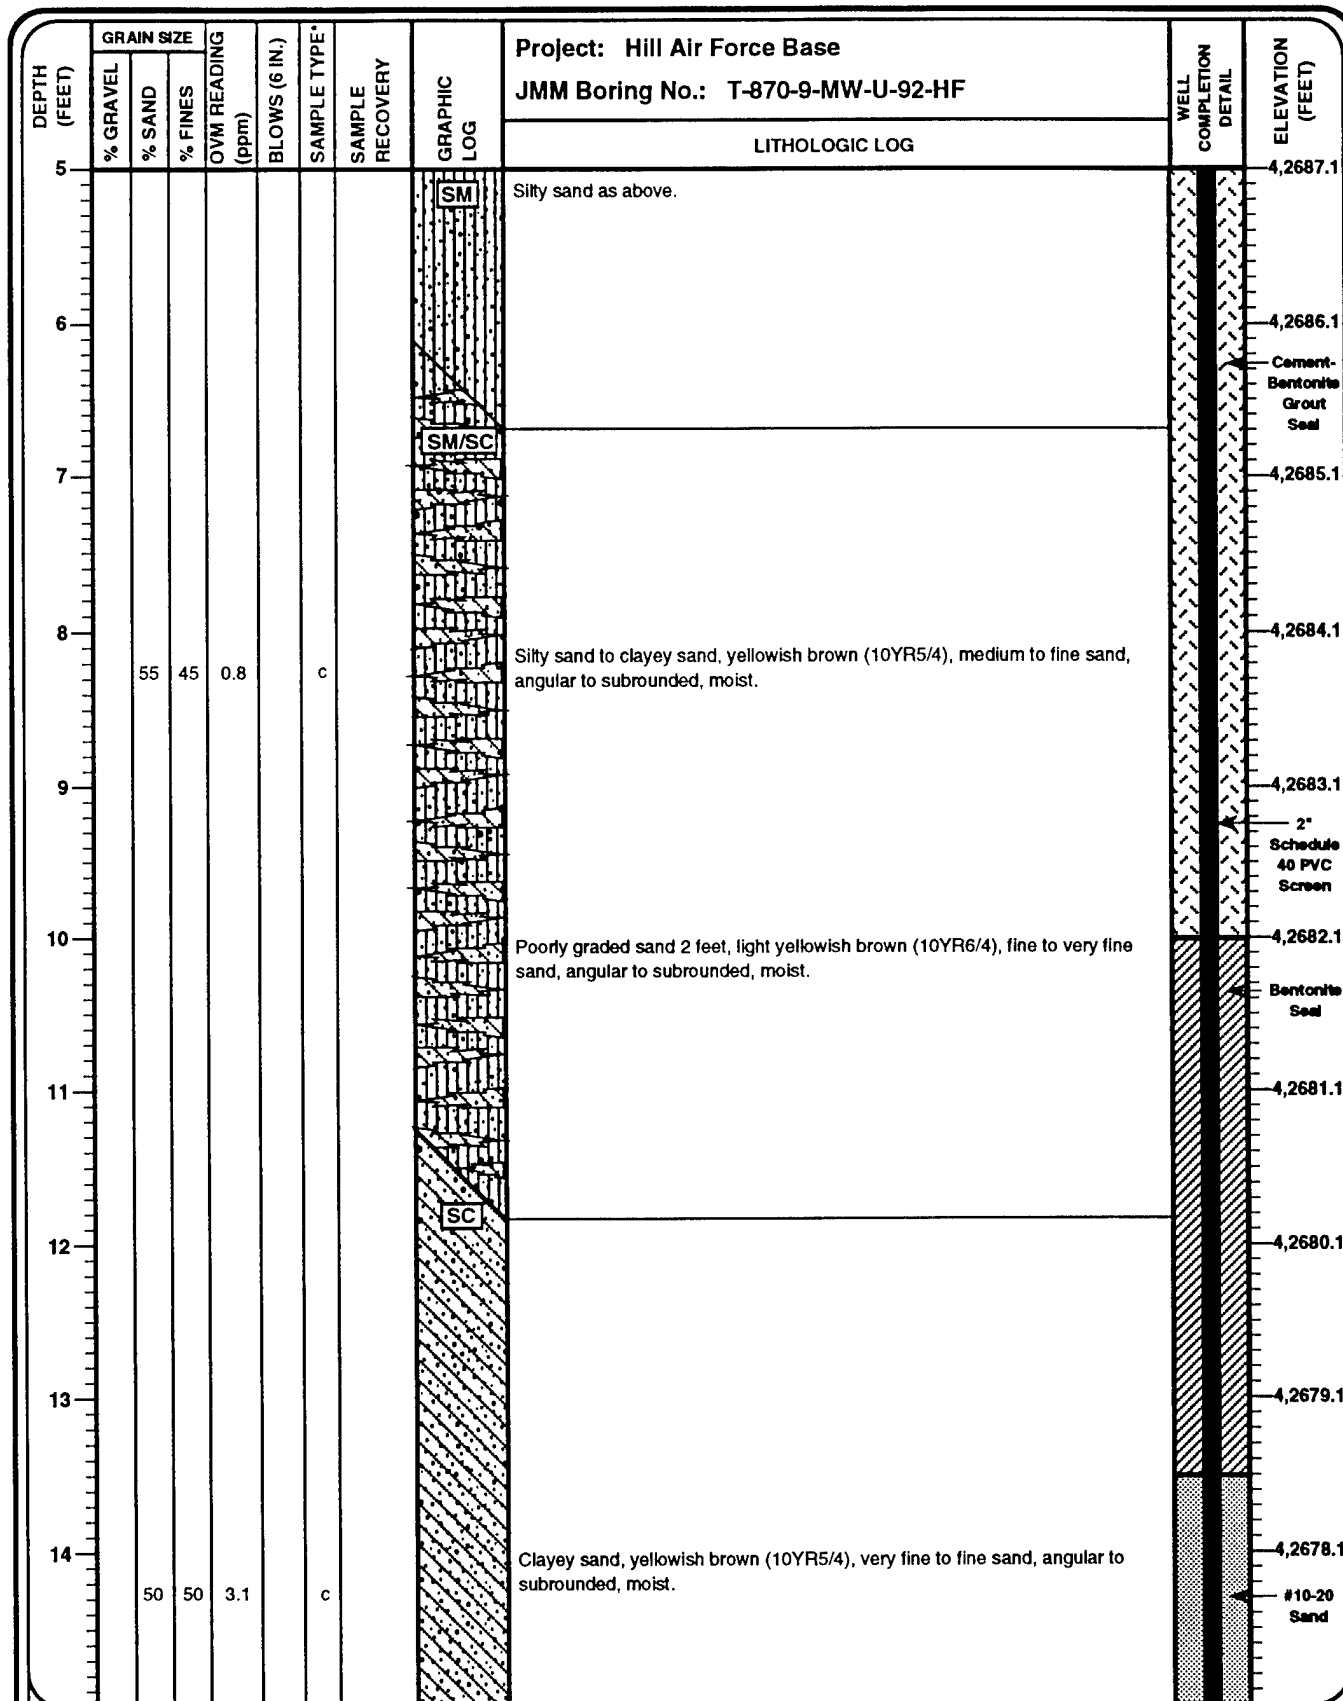 DEPTH (FEET)
GRAIN SIZE
% GRAVEL
% SAND
% FINES
OVM READING (ppm)
BLOWS (6 IN.)
SAMPLE TYPE*
SAMPLE RECOVERY
GRAPHIC LOG
Project: Hill Air Force Base
JMM Boring No.: T-870-9-MW-U-92-HF
LITHOLOGIC LOG
WELL COMPLETION DETAIL
ELEVATION (FEET)
5
SM
Silty sand as above.
4,2687.1
6
4,2686.1
Cement-
Bentonite
Grout
Seal
SM/SC
7
4,2685.1
8
4,2684.1
55 45 0.8 c
Silty sand to clayey sand, yellowish brown (10YR5/4), medium to fine sand,
angular to subrounded, moist.
9
4,2683.1
2"
Schedule
40 PVC
Screen
10
4,2682.1
Poorly graded sand 2 feet, light yellowish brown (10YR6/4), fine to very fine
sand, angular to subrounded, moist.
Bentonite
Seal
11
4,2681.1
SC
12
4,2680.1
13
4,2679.1
14
4,2678.1
Clayey sand, yellowish brown (10YR5/4), very fine to fine sand, angular to
subrounded, moist.
50 50 3.1 c
#10-20
Sand